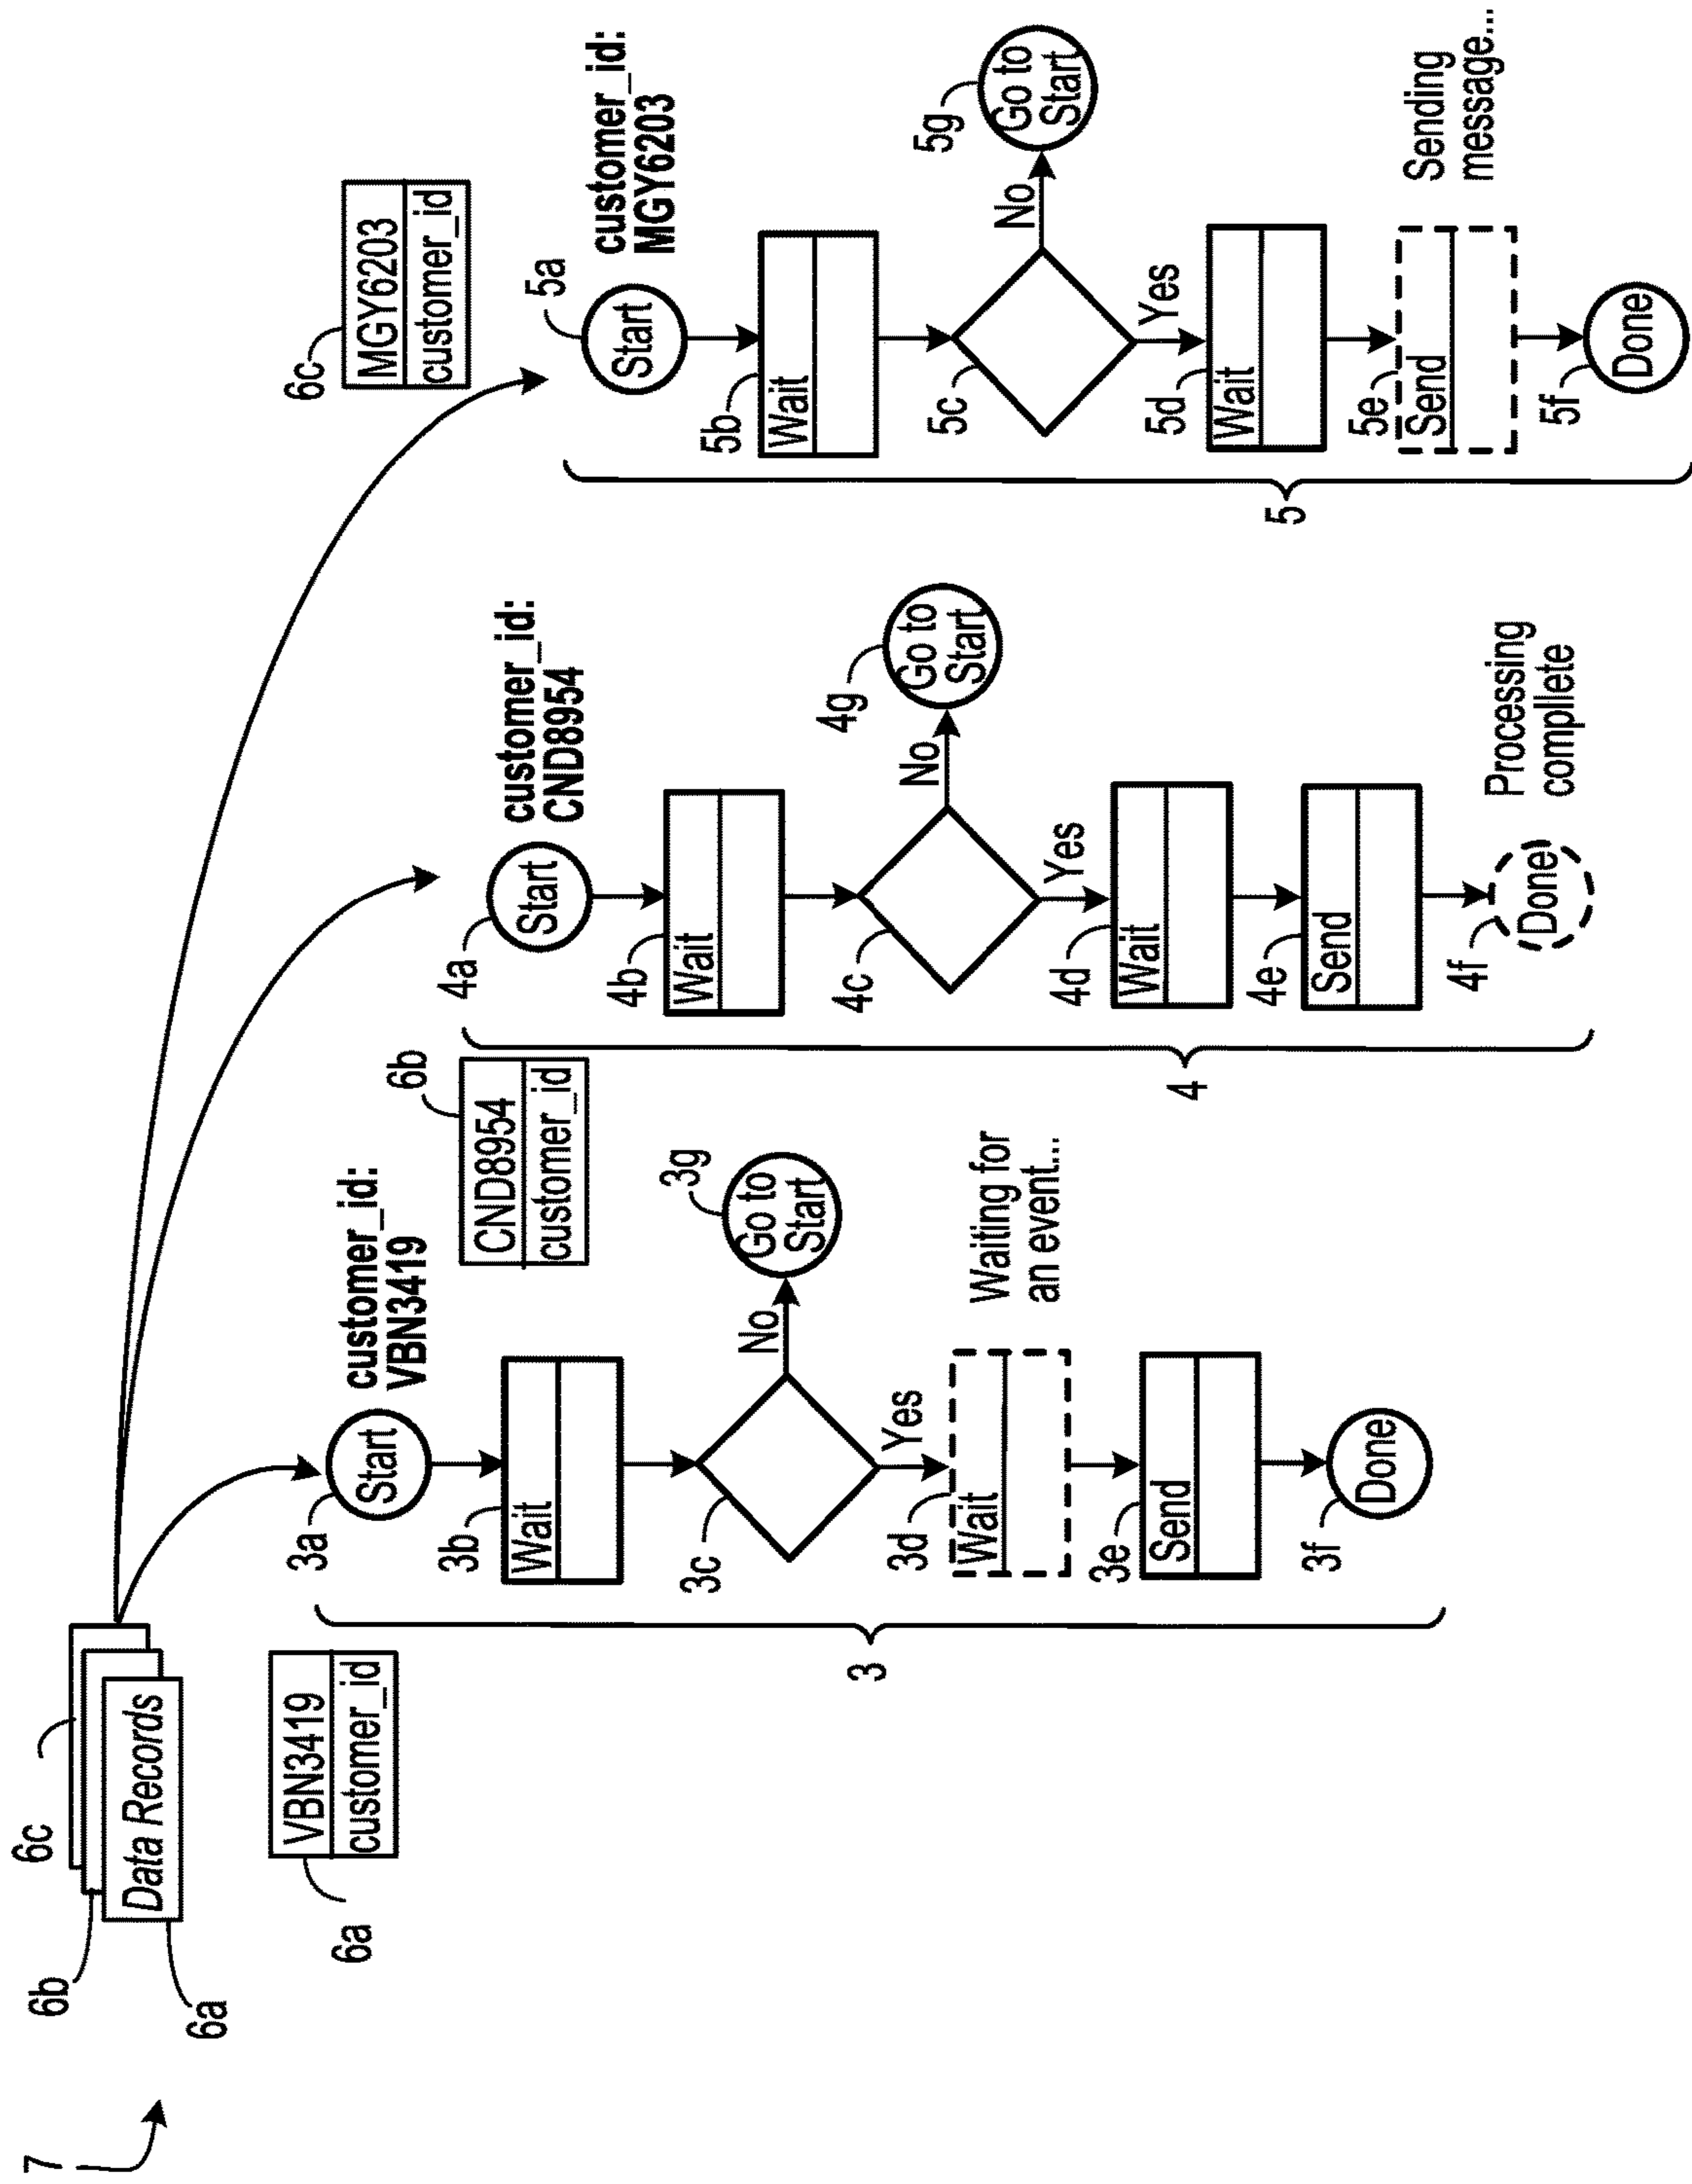 7
6c
6b
6a
Data Records
6a
VBN3419
customer_id
customer_id:
VBN3419
3a
Start
3b
Wait
3c
No
3g
Go to
Start
Yes
3d
Wait
Waiting for
an event...
3e
Send
3f
Done
3
6b
CND8954
customer_id
customer_id:
CND8954
4a
Start
4b
Wait
4c
No
4g
Go to
Start
Yes
4d
Wait
4e
Send
4f
Done
Processing
complete
4
6c
MGY6203
customer_id
customer_id:
MGY6203
5a
Start
5b
Wait
5c
No
5g
Go to
Start
Yes
5d
Wait
5e
Send
Sending
message...
5f
Done
5